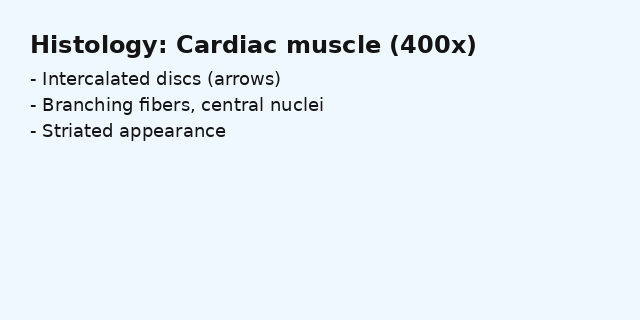 Histology: Cardiac muscle (400x)
- Intercalated discs (arrows)
- Branching fibers, central nuclei
- Striated appearance